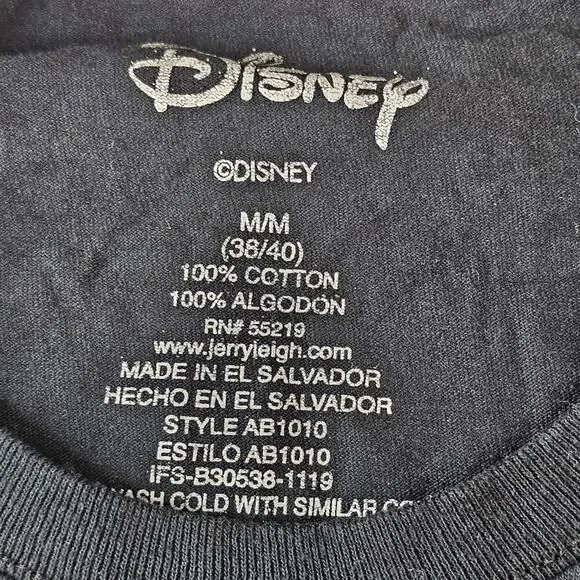 Disney
©DISNEY
M/M
(38/40)
100% COTTON
100% ALGODÓN
RN# 55219
www.jerryleigh.com
MADE IN EL SALVADOR
HECHO EN EL SALVADOR
STYLE AB1010
ESTILO AB1010
IFS-B30538-1119
WASH COLD WITH SIMILAR